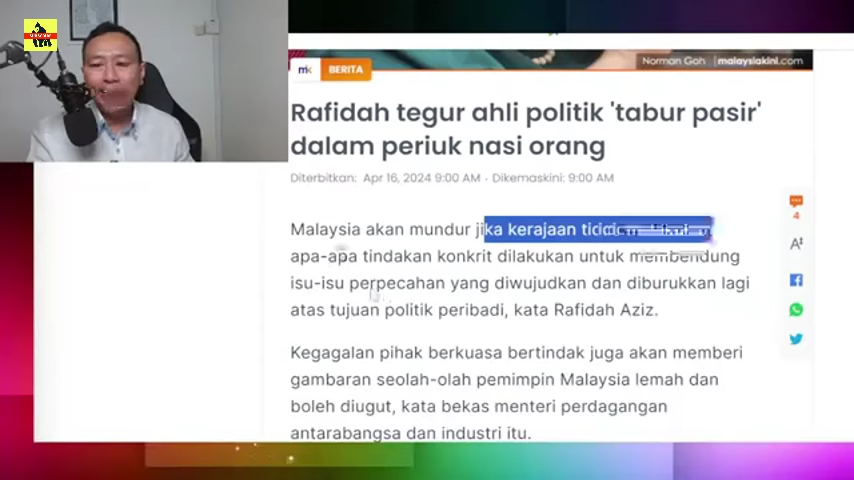 Norman Goh | malaysiakini.com
mk BERITA
Rafidah tegur ahli politik 'tabur pasir'
dalam periuk nasi orang
Diterbitkan: Apr 16, 2024 9:00 AM · Dikemaskini: 9:00 AM
Malaysia akan mundur jika kerajaan
apa-apa tindakan konkrit dilakukan untuk membendung
isu-isu perpecahan yang diwujudkan dan diburukkan lagi
atas tujuan politik peribadi, kata Rafidah Aziz.
4
Kegagalan pihak berkuasa bertindak juga akan memberi
gambaran seolah-olah pemimpin Malaysia lemah dan
boleh diugut, kata bekas menteri perdagangan
antarabangsa dan industri itu.